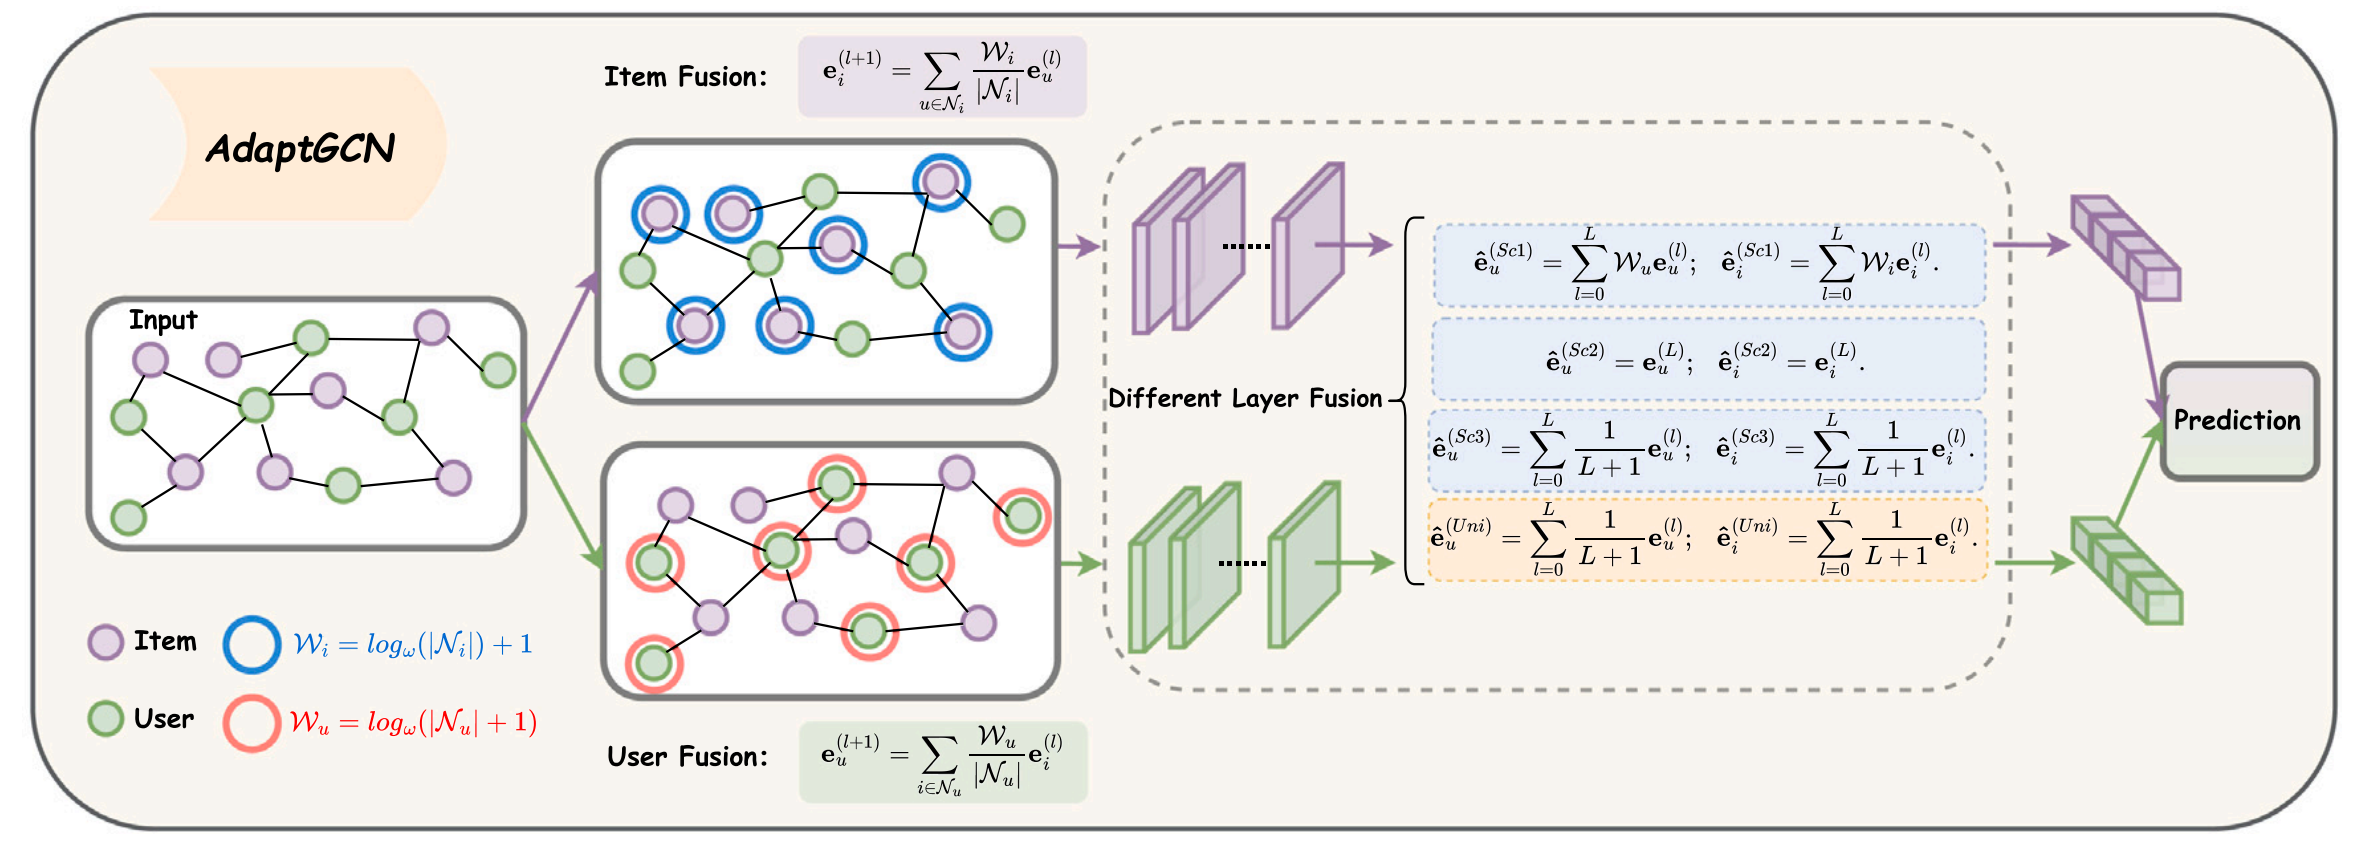 AdaptGCN
Item Fusion: $\mathbf{e}_i^{(l+1)} = \sum_{u \in \mathcal{N}_i} \frac{\mathcal{W}_i}{|\mathcal{N}_i|} \mathbf{e}_u^{(l)}$
Input
Different Layer Fusion
$\hat{\mathbf{e}}_u^{(Sc1)} = \sum_{l=0}^{L} \mathcal{W}_u \mathbf{e}_u^{(l)}; \quad \hat{\mathbf{e}}_i^{(Sc1)} = \sum_{l=0}^{L} \mathcal{W}_i \mathbf{e}_i^{(l)}.$
$\hat{\mathbf{e}}_u^{(Sc2)} = \mathbf{e}_u^{(L)}; \quad \hat{\mathbf{e}}_i^{(Sc2)} = \mathbf{e}_i^{(L)}.$
$\hat{\mathbf{e}}_u^{(Sc3)} = \sum_{l=0}^{L} \frac{1}{L+1} \mathbf{e}_u^{(l)}; \quad \hat{\mathbf{e}}_i^{(Sc3)} = \sum_{l=0}^{L} \frac{1}{L+1} \mathbf{e}_i^{(l)}.$
$\hat{\mathbf{e}}_u^{(Uni)} = \sum_{l=0}^{L} \frac{1}{L+1} \mathbf{e}_u^{(l)}; \quad \hat{\mathbf{e}}_i^{(Uni)} = \sum_{l=0}^{L} \frac{1}{L+1} \mathbf{e}_i^{(l)}.$
Prediction
Item $\mathcal{W}_i = log_\omega(|\mathcal{N}_i|) + 1$
User $\mathcal{W}_u = log_\omega(|\mathcal{N}_u| + 1)$
User Fusion: $\mathbf{e}_u^{(l+1)} = \sum_{i \in \mathcal{N}_u} \frac{\mathcal{W}_u}{|\mathcal{N}_u|} \mathbf{e}_i^{(l)}$